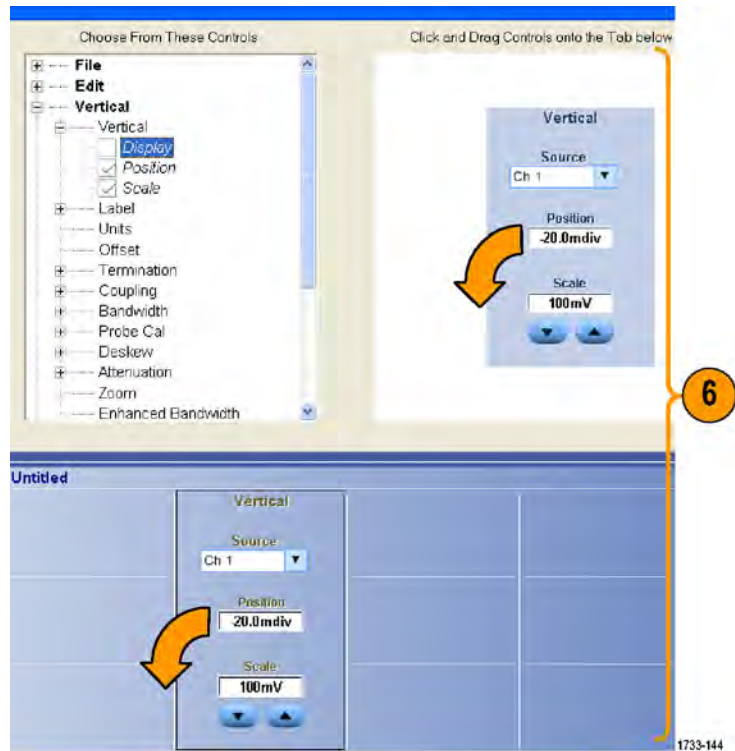 Choose From These Controls
Click and Drag Controls onto the Tab below
File
Edit
Vertical
Vertical
Display
Position
Scale
Label
Units
Offset
Termination
Coupling
Bandwidth
Probe Cal
Deskew
Attenuation
Zoom
Enhanced Bandwidth
Vertical
Source
Ch 1
Position
-20.0mdiv
Scale
100mV
6
Untitled
Vertical
Source
Ch 1
Position
-20.0mdiv
Scale
100mV
1733-144